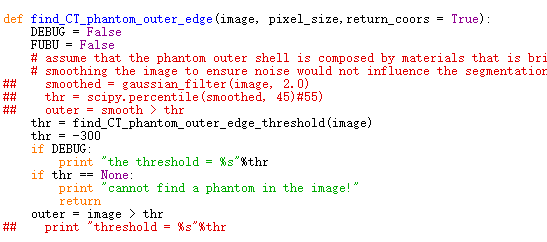 def find_CT_phantom_outer_edge(image, pixel_size,return_coors = True):
    DEBUG = False
    FUBU = False
    # assume that the phantom outer shell is composed by materials that is bri
    # smoothing the image to ensure noise would not influence the segmentation
##   smoothed = gaussian_filter(image, 2.0)
##   thr = scipy.percentile(smoothed, 45)#55)
##   outer = smooth > thr
    thr = find_CT_phantom_outer_edge_threshold(image)
    thr = -300
    if DEBUG:
        print "the threshold = %s"%thr
    if thr == None:
        print "cannot find a phantom in the image!"
        return
    outer = image > thr
##   print "threshold = %s"%thr